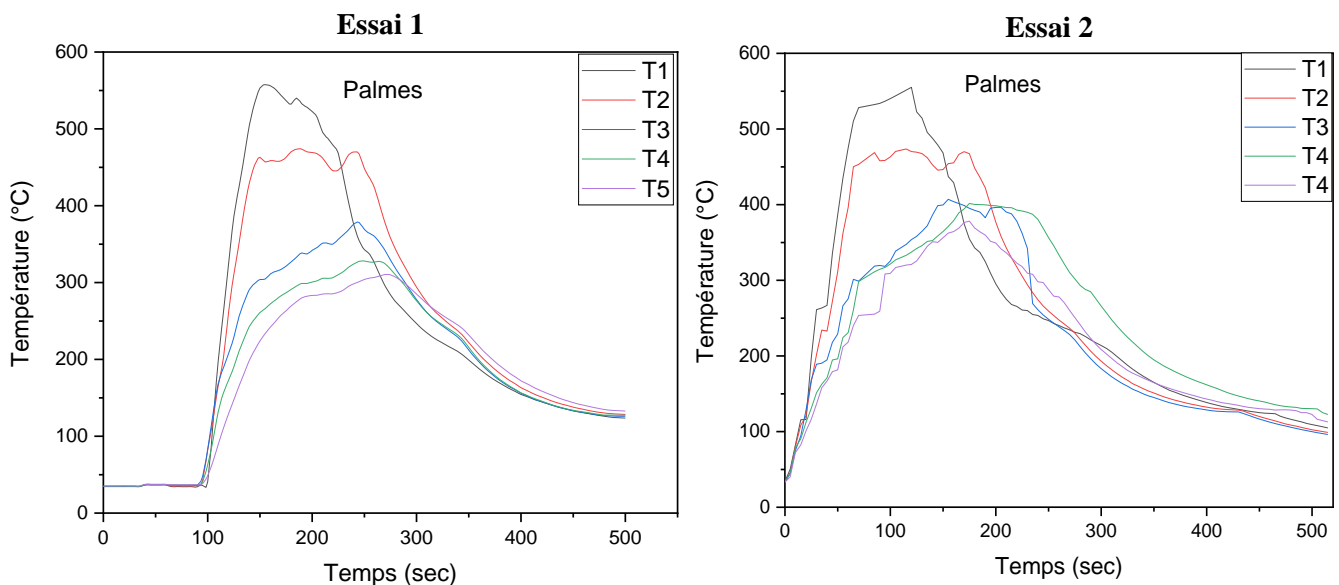 Essai 1
600
500
400
300
200
100
0
0 100 200 300 400 500
Température (°C)
Temps (sec)
Palmes
T1
T2
T3
T4
T5
Essai 2
600
500
400
300
200
100
0
0 100 200 300 400 500
Température (°C)
Temps (sec)
Palmes
T1
T2
T3
T4
T4